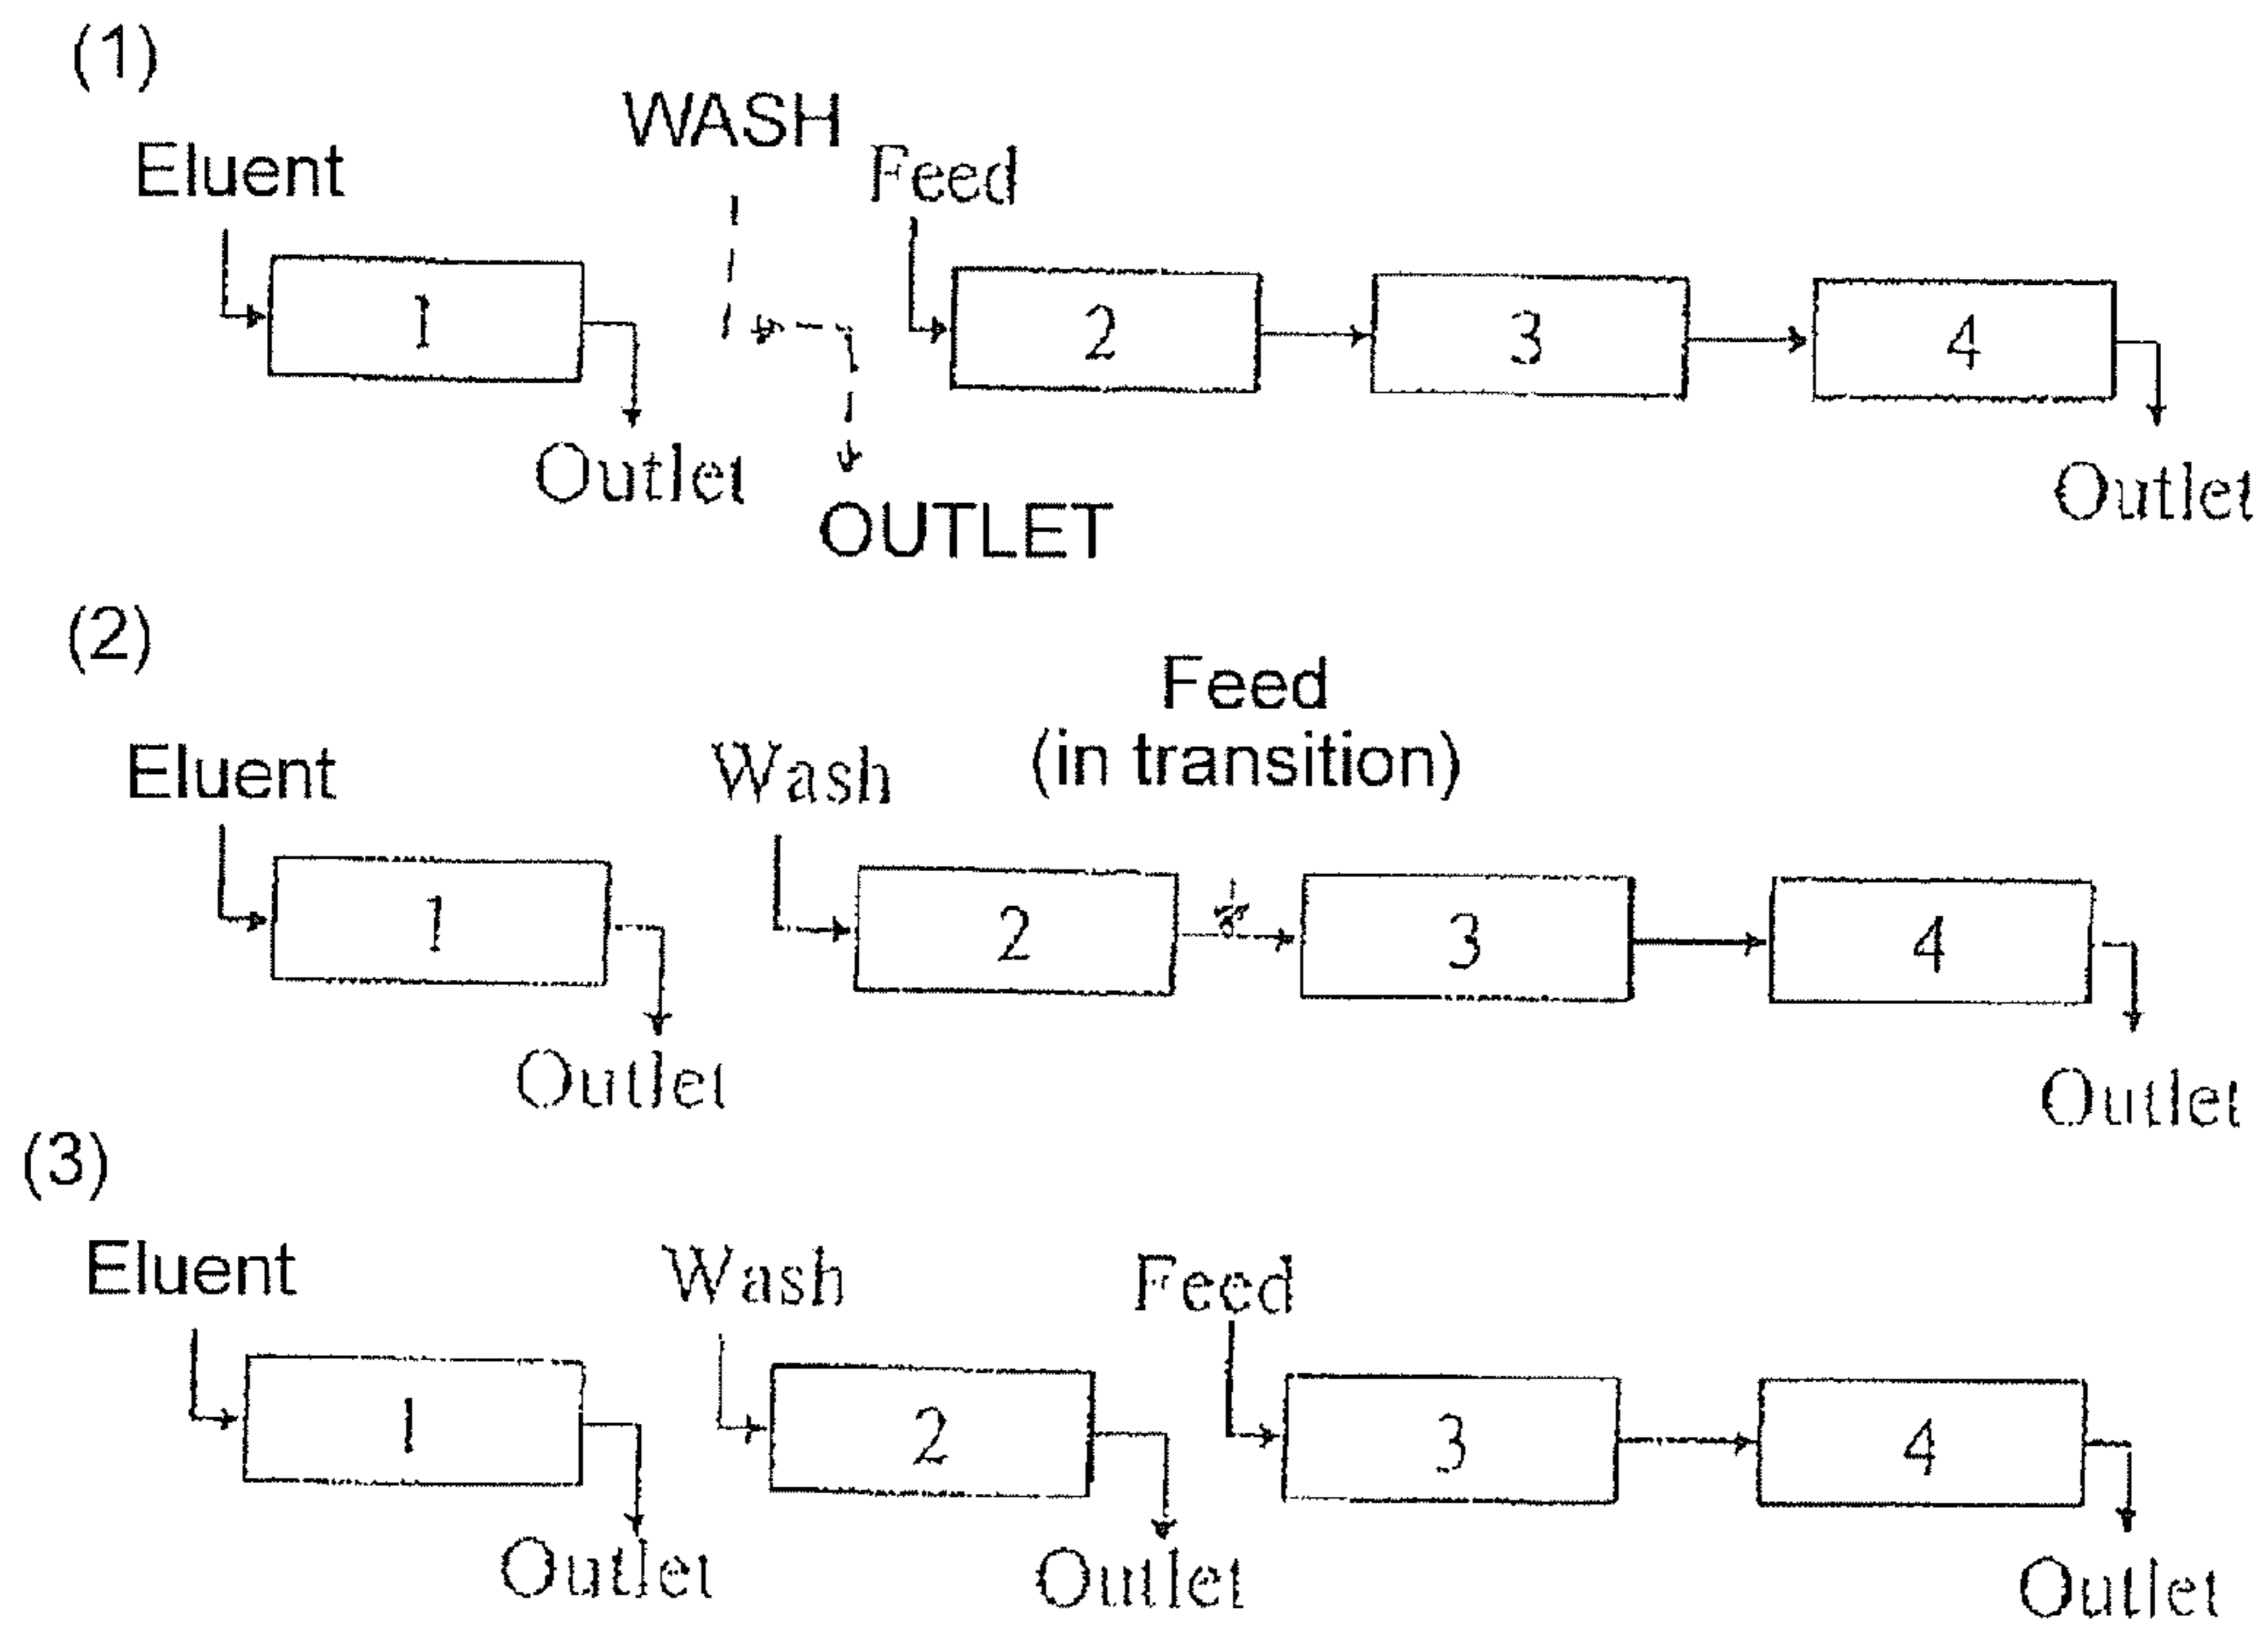 (1)
WASH
Eluent
Feed
1
2
3
4
Outlet
Outlet
OUTLET
(2)
Feed
(in transition)
Eluent
Wash
1
2
3
4
Outlet
Outlet
(3)
Eluent
Wash
Feed
1
2
3
4
Outlet
Outlet
Outlet